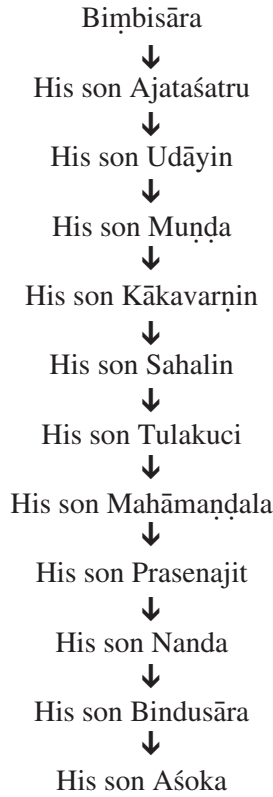 Biṃbisāra
↓
His son Ajataśatru
↓
His son Udāyin
↓
His son Muṇḍa
↓
His son Kākavarṇin
↓
His son Sahalin
↓
His son Tulakuci
↓
His son Mahāmaṇḍala
↓
His son Prasenajit
↓
His son Nanda
↓
His son Bindusāra
↓
His son Aśoka